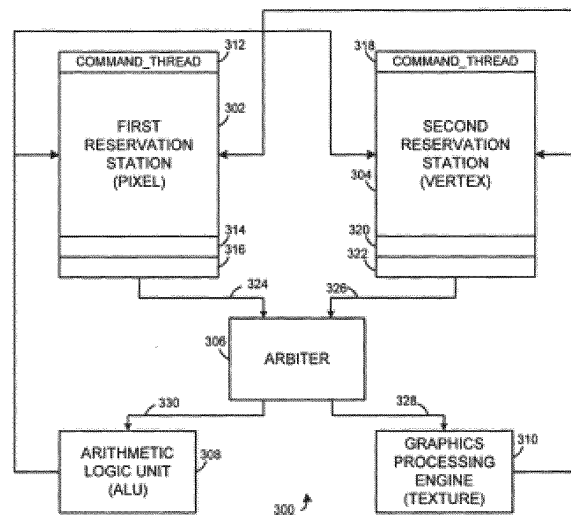 312
COMMAND_THREAD
302
FIRST
RESERVATION
STATION
(PIXEL)
314
316
318
COMMAND_THREAD
SECOND
RESERVATION
STATION
(VERTEX)
304
320
322
324
326
306
ARBITER
330
328
ARITHMETIC
LOGIC UNIT
(ALU)
308
GRAPHICS
PROCESSING
ENGINE
(TEXTURE)
310
300